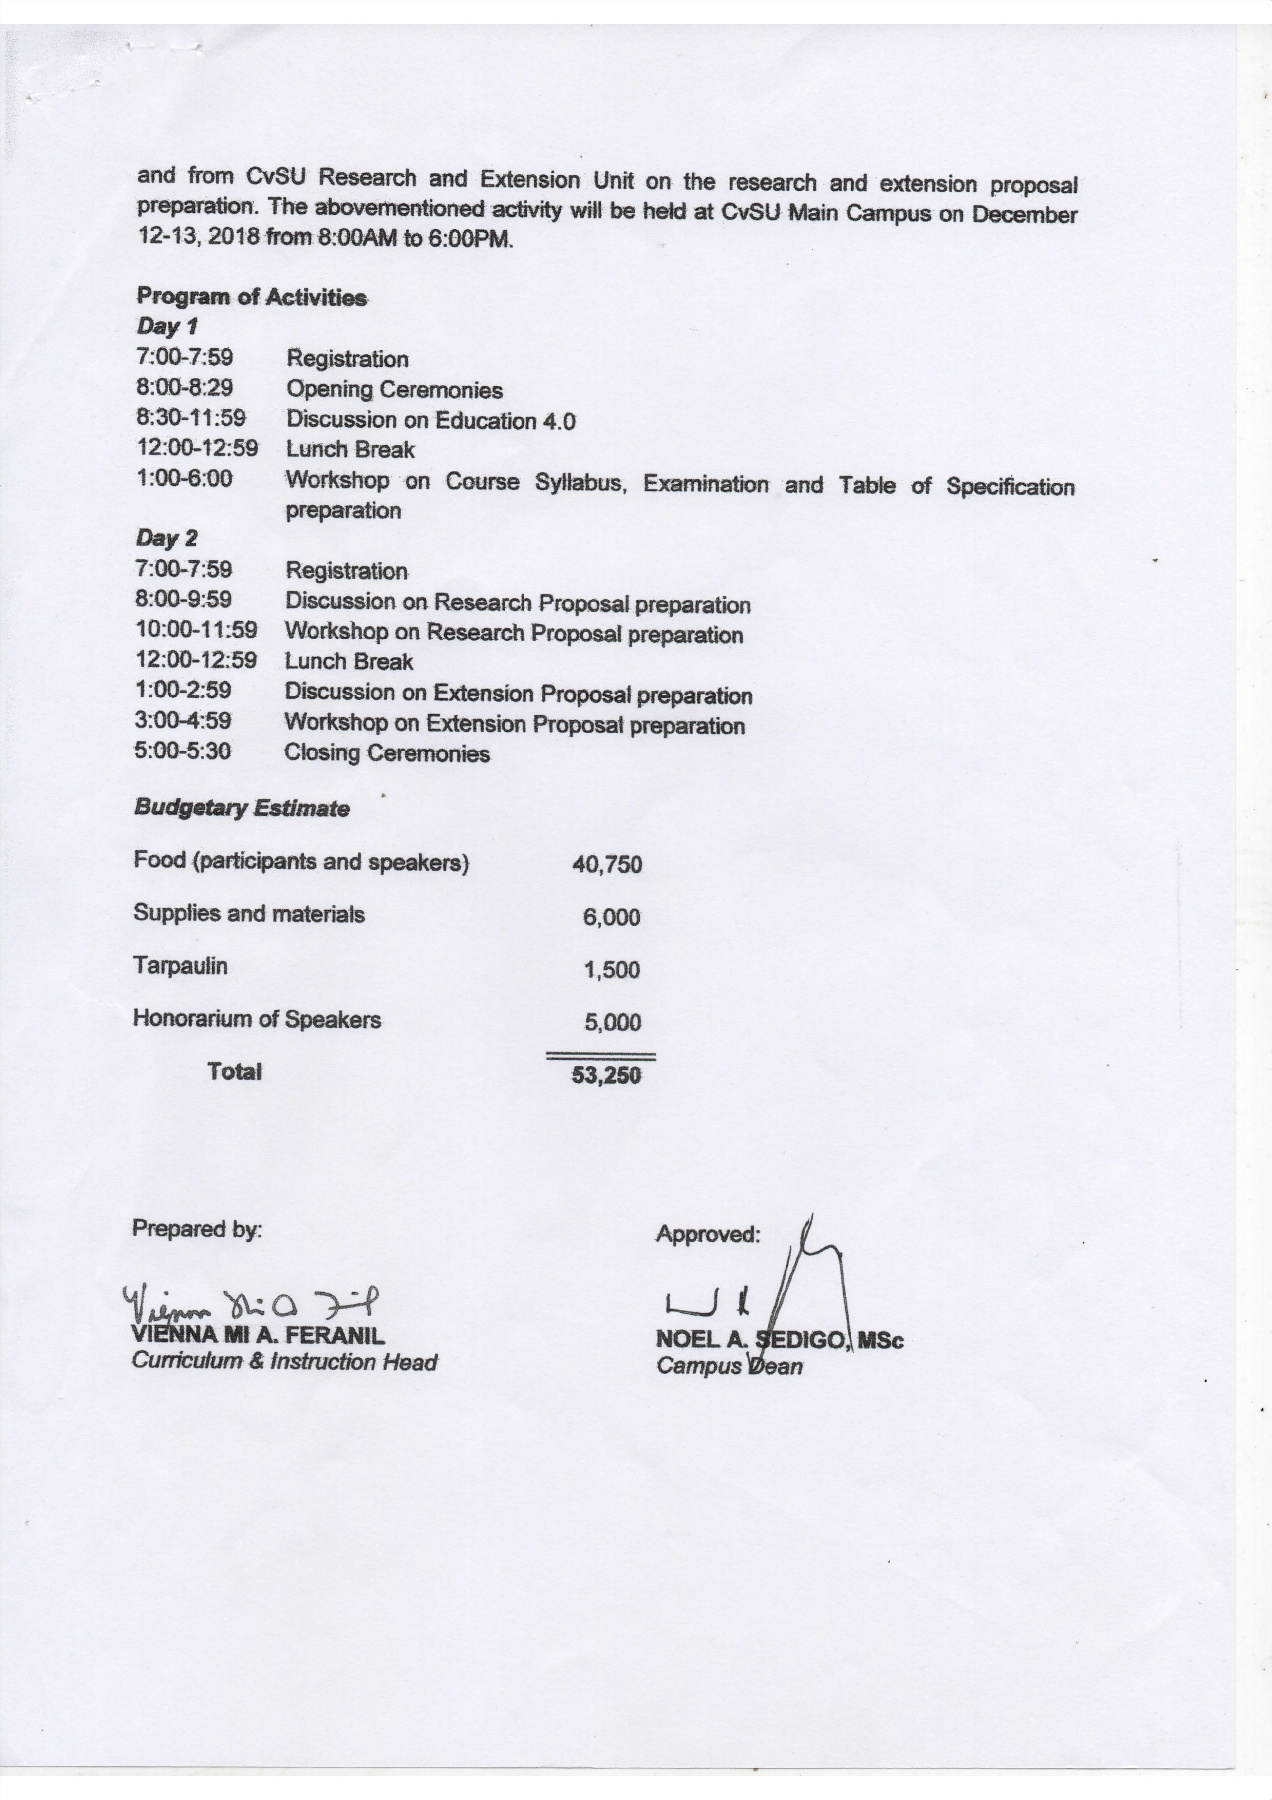 and from CvSU Research and Extension Unit on the research and extension proposal
preparation. The abovementioned activity will be held at CvSU Main Campus on December
12-13, 2018 from 8:00AM to 6:00PM.
Program of Activities
Day 1
7:00-7:59 Registration
8:00-8:29 Opening Ceremonies
8:30-11:59 Discussion on Education 4.0
12:00-12:59 Lunch Break
1:00-6:00 Workshop on Course Syllabus, Examination and Table of Specification
preparation
Day 2
7:00-7:59 Registration
8:00-9:59 Discussion on Research Proposal preparation
10:00-11:59 Workshop on Research Proposal preparation
12:00-12:59 Lunch Break
1:00-2:59 Discussion on Extension Proposal preparation
3:00-4:59 Workshop on Extension Proposal preparation
5:00-5:30 Closing Ceremonies
Budgetary Estimate
Food (participants and speakers) 40,750
Supplies and materials 6,000
Tarpaulin 1,500
Honorarium of Speakers 5,000
Total 53,250
Prepared by: Approved:
VIENNA MI A. FERANIL NOEL A. SEDIGO, MSc
Curriculum & Instruction Head Campus Dean